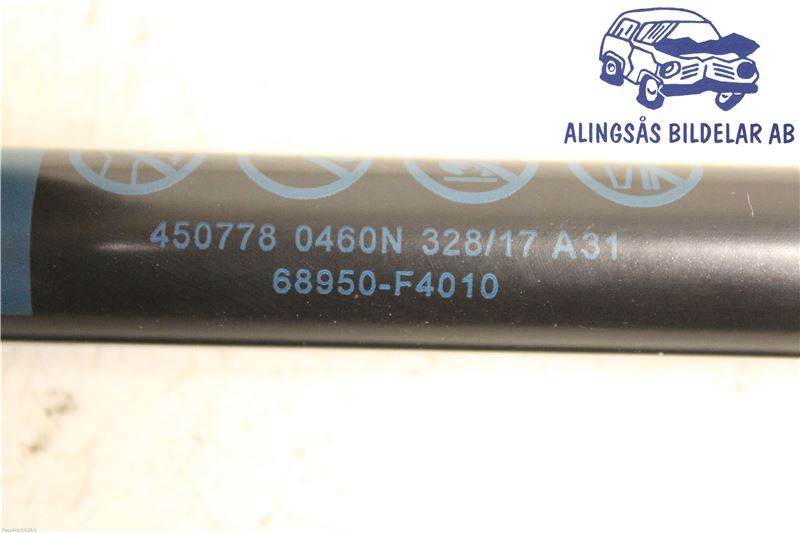 ALINGSÅS BILDELAR AB
450778 0460N 328/17 A31
68950-F4010